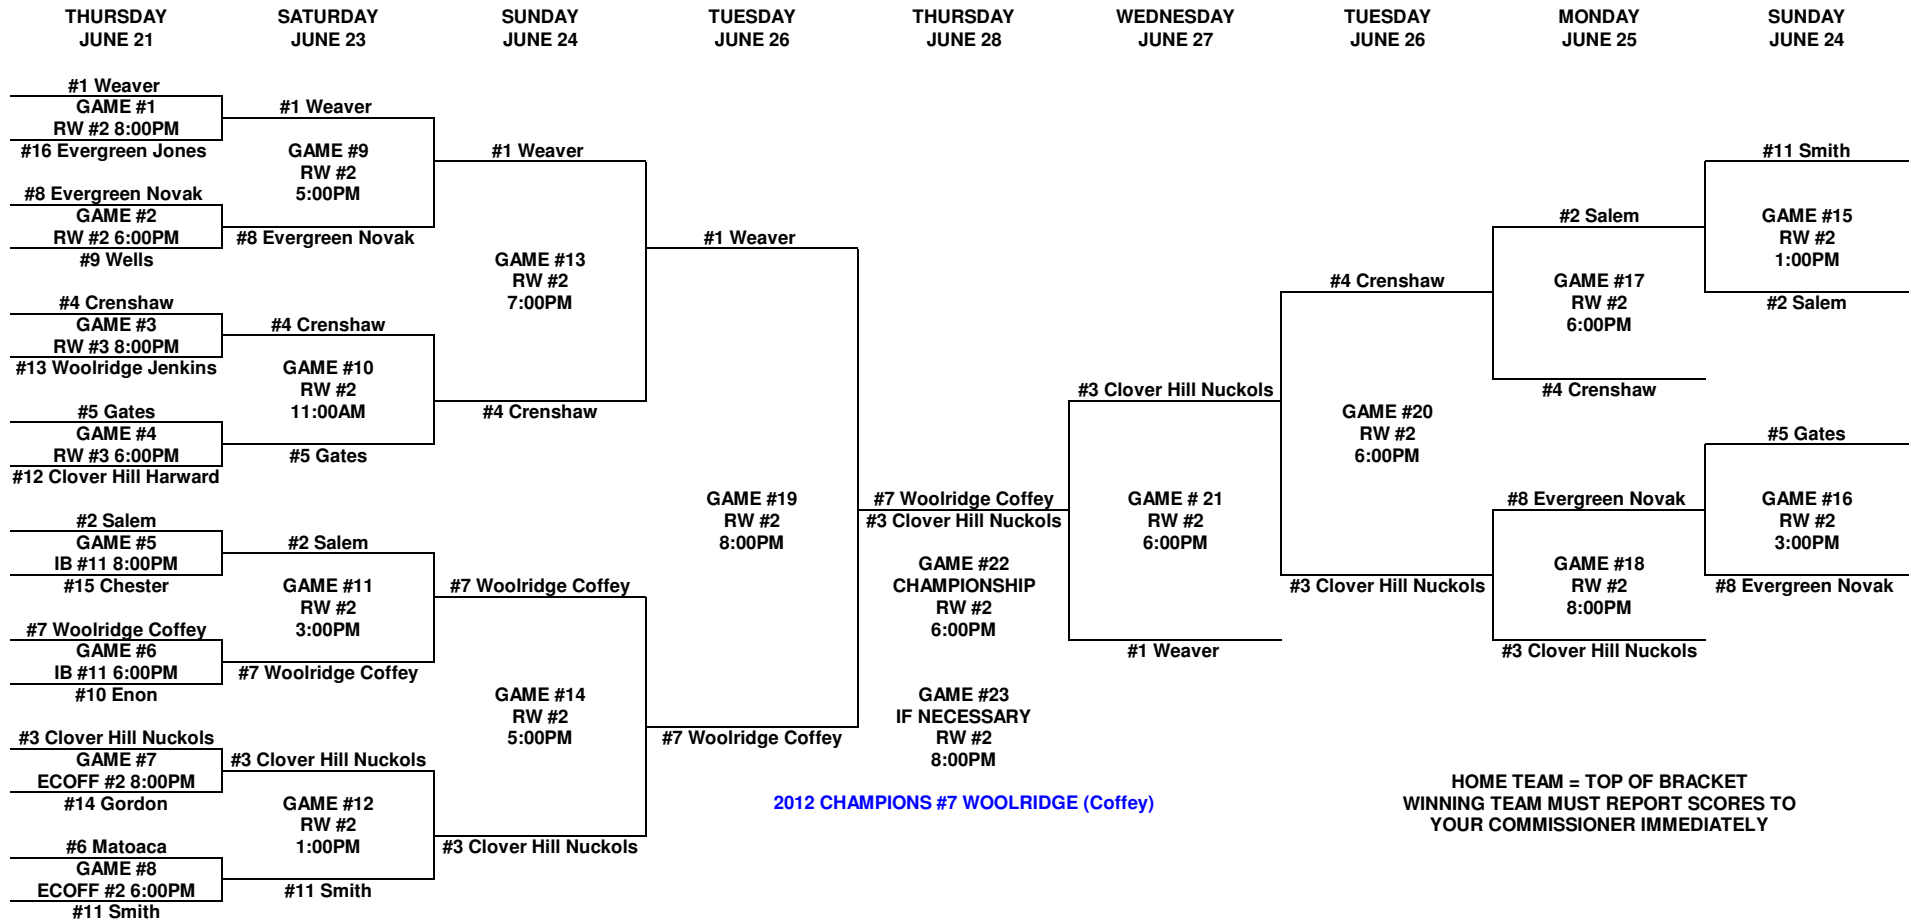 THURSDAY
JUNE 21
SATURDAY
JUNE 23
SUNDAY
JUNE 24
TUESDAY
JUNE 26
THURSDAY
JUNE 28
WEDNESDAY
JUNE 27
TUESDAY
JUNE 26
MONDAY
JUNE 25
SUNDAY
JUNE 24
#1 Weaver
GAME #1
RW #2 8:00PM
#16 Evergreen Jones
#8 Evergreen Novak
GAME #2
RW #2 6:00PM
#9 Wells
#4 Crenshaw
GAME #3
RW #3 8:00PM
#13 Woolridge Jenkins
#5 Gates
GAME #4
RW #3 6:00PM
#12 Clover Hill Harward
#2 Salem
GAME #5
IB #11 8:00PM
#15 Chester
#7 Woolridge Coffey
GAME #6
IB #11 6:00PM
#10 Enon
#3 Clover Hill Nuckols
GAME #7
ECOFF #2 8:00PM
#14 Gordon
#6 Matoaca
GAME #8
ECOFF #2 6:00PM
#11 Smith
#1 Weaver
GAME #9
RW #2
5:00PM
#8 Evergreen Novak
#4 Crenshaw
GAME #10
RW #2
11:00AM
#5 Gates
#2 Salem
GAME #11
RW #2
3:00PM
#7 Woolridge Coffey
#3 Clover Hill Nuckols
GAME #12
RW #2
1:00PM
#11 Smith
#1 Weaver
GAME #13
RW #2
7:00PM
#4 Crenshaw
#7 Woolridge Coffey
GAME #14
RW #2
5:00PM
#3 Clover Hill Nuckols
#1 Weaver
GAME #19
RW #2
8:00PM
#7 Woolridge Coffey
#7 Woolridge Coffey
#3 Clover Hill Nuckols
GAME #22
CHAMPIONSHIP
RW #2
6:00PM
GAME #23
IF NECESSARY
RW #2
8:00PM
2012 CHAMPIONS #7 WOOLRIDGE (Coffey)
#3 Clover Hill Nuckols
GAME # 21
RW #2
6:00PM
#1 Weaver
#4 Crenshaw
GAME #20
RW #2
6:00PM
#3 Clover Hill Nuckols
#2 Salem
GAME #17
RW #2
6:00PM
#4 Crenshaw
#8 Evergreen Novak
GAME #18
RW #2
8:00PM
#3 Clover Hill Nuckols
#11 Smith
GAME #15
RW #2
1:00PM
#2 Salem
#5 Gates
GAME #16
RW #2
3:00PM
#8 Evergreen Novak
HOME TEAM = TOP OF BRACKET
WINNING TEAM MUST REPORT SCORES TO
YOUR COMMISSIONER IMMEDIATELY